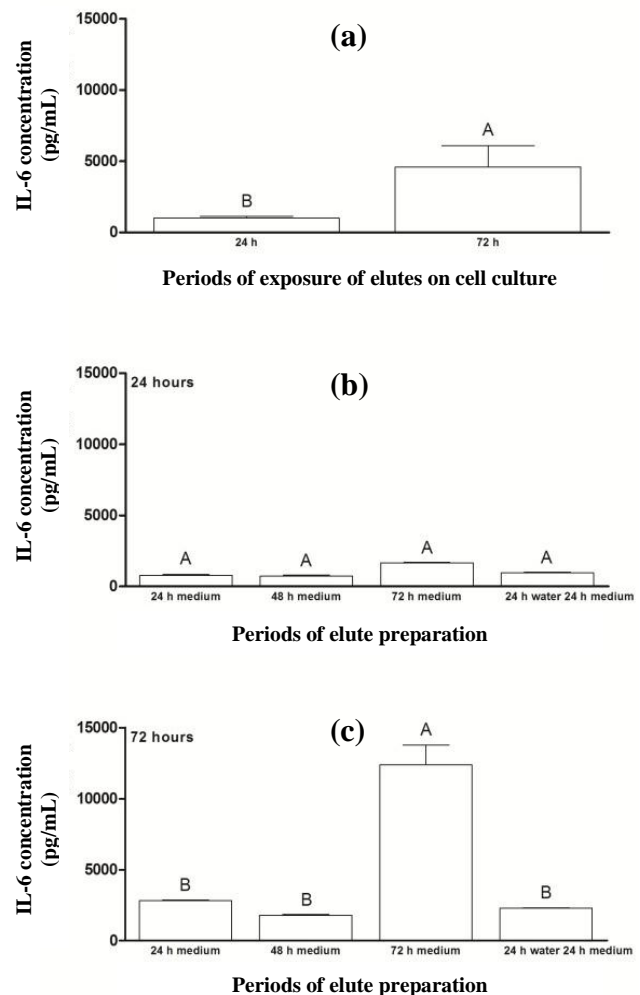 (a)
IL-6 concentration
(pg/mL)
15000
10000
5000
0
B
A
24 h
72 h
Periods of exposure of elutes on cell culture
(b)
24 hours
IL-6 concentration
(pg/mL)
15000
10000
5000
0
A
A
A
A
24 h medium
48 h medium
72 h medium
24 h water 24 h medium
Periods of elute preparation
(c)
72 hours
IL-6 concentration
(pg/mL)
15000
10000
5000
0
B
B
A
B
24 h medium
48 h medium
72 h medium
24 h water 24 h medium
Periods of elute preparation